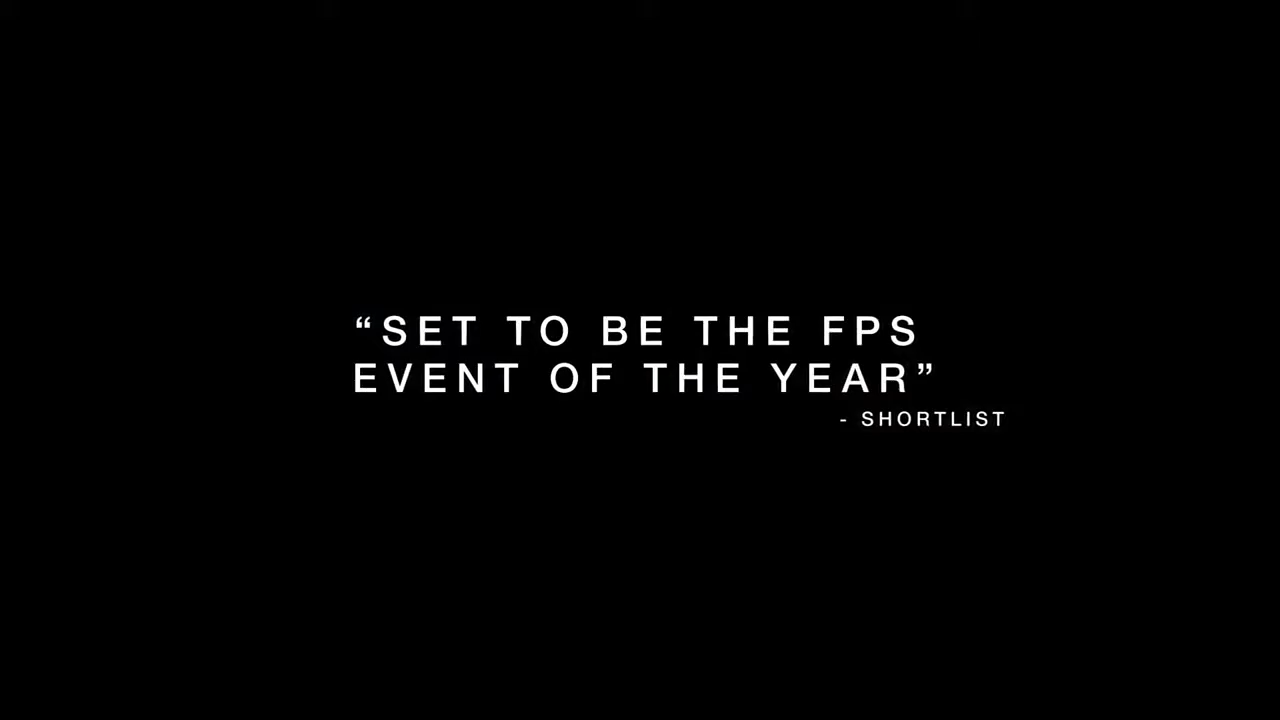 “SET TO BE THE FPS
EVENT OF THE YEAR”
- SHORTLIST